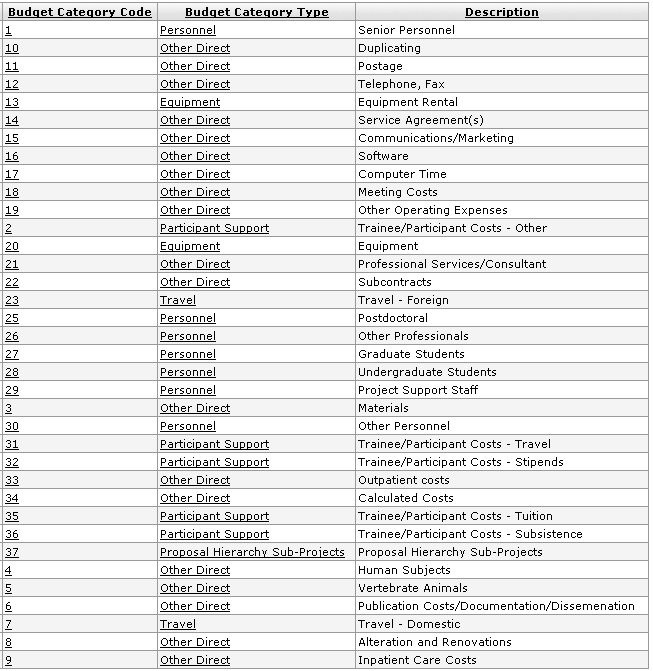 Budget Category Code Budget Category Type Description
1 Personnel Senior Personnel
10 Other Direct Duplicating
11 Other Direct Postage
12 Other Direct Telephone, Fax
13 Equipment Equipment Rental
14 Other Direct Service Agreement(s)
15 Other Direct Communications/Marketing
16 Other Direct Software
17 Other Direct Computer Time
18 Other Direct Meeting Costs
19 Other Direct Other Operating Expenses
2 Participant Support Trainee/Participant Costs - Other
20 Equipment Equipment
21 Other Direct Professional Services/Consultant
22 Other Direct Subcontracts
23 Travel Travel - Foreign
25 Personnel Postdoctoral
26 Personnel Other Professionals
27 Personnel Graduate Students
28 Personnel Undergraduate Students
29 Personnel Project Support Staff
3 Other Direct Materials
30 Personnel Other Personnel
31 Participant Support Trainee/Participant Costs - Travel
32 Participant Support Trainee/Participant Costs - Stipends
33 Other Direct Outpatient costs
34 Other Direct Calculated Costs
35 Participant Support Trainee/Participant Costs - Tuition
36 Participant Support Trainee/Participant Costs - Subsistence
37 Proposal Hierarchy Sub-Projects Proposal Hierarchy Sub-Projects
4 Other Direct Human Subjects
5 Other Direct Vertebrate Animals
6 Other Direct Publication Costs/Documentation/Dissemenation
7 Travel Travel - Domestic
8 Other Direct Alteration and Renovations
9 Other Direct Inpatient Care Costs